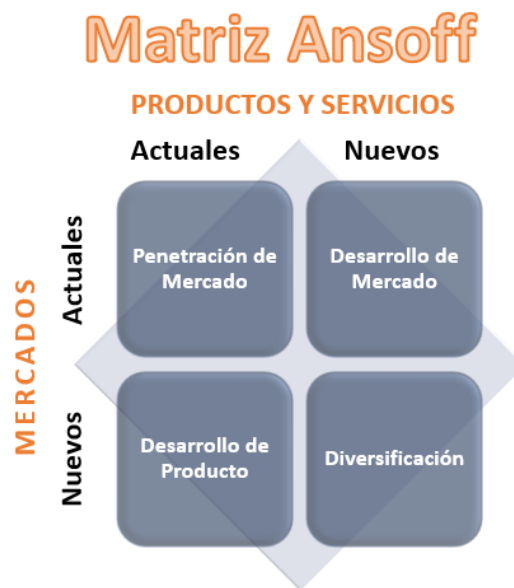 Matriz Ansoff
PRODUCTOS Y SERVICIOS
Actuales
Nuevos
MERCADOS
Actuales
Penetración de
Mercado
Desarrollo de
Mercado
Nuevos
Desarrollo de
Producto
Diversificación